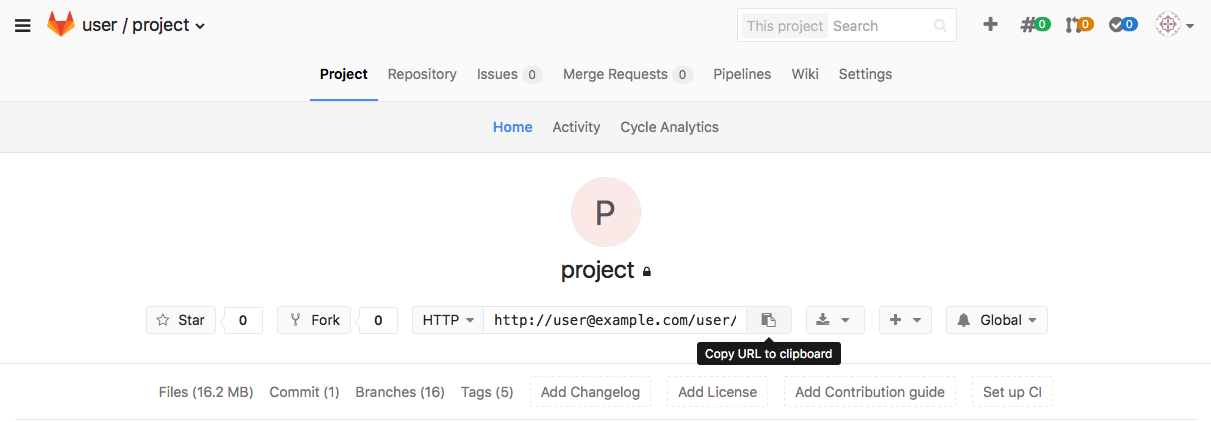 user / project This project Search 0 0 0
Project Repository Issues 0 Merge Requests 0 Pipelines Wiki Settings
Home Activity Cycle Analytics
P
project
Star 0 Fork 0 HTTP http://user@example.com/user/ Global
Copy URL to clipboard
Files (16.2 MB) Commit (1) Branches (16) Tags (5) Add Changelog Add License Add Contribution guide Set up CI